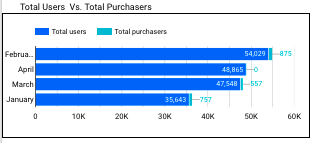 Total Users Vs. Total Purchasers
Total users Total purchasers
Februa... 54,029 875
April 48,865 0
March 47,548 557
January 35,643 757
0 10K 20K 30K 40K 50K 60K